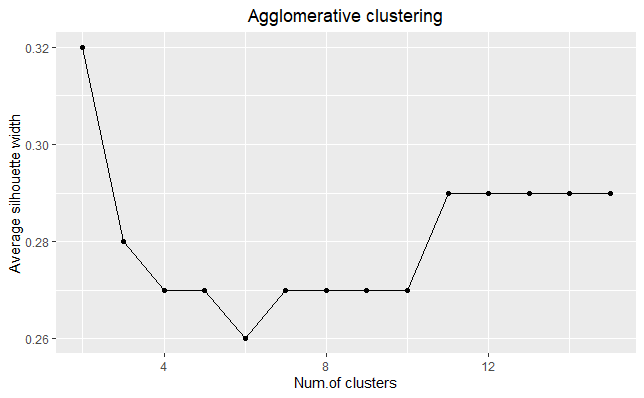 Agglomerative clustering
0.32
0.30
0.28
0.26
Average silhouette width
4 8 12
Num.of clusters